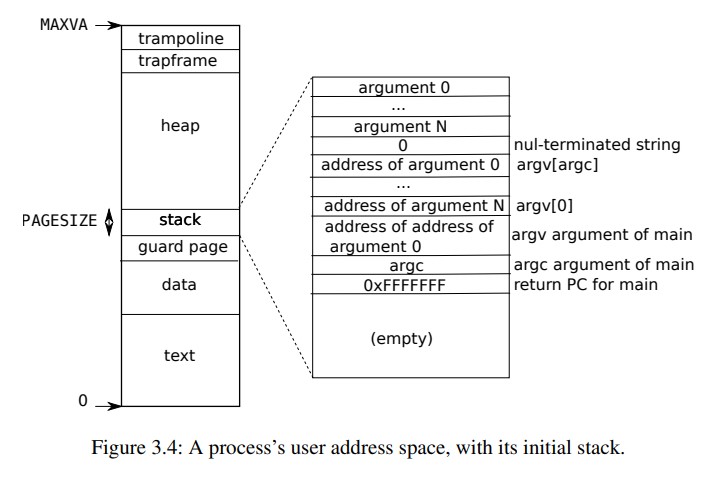 MAXVA
trampoline
trapframe
heap
PAGESIZE
stack
guard page
data
text
0
argument 0
...
argument N
0
nul-terminated string
address of argument 0
argv[argc]
...
address of argument N
argv[0]
address of address of
argument 0
argv argument of main
argc
argc argument of main
0xFFFFFFF
return PC for main
(empty)
Figure 3.4: A process’s user address space, with its initial stack.